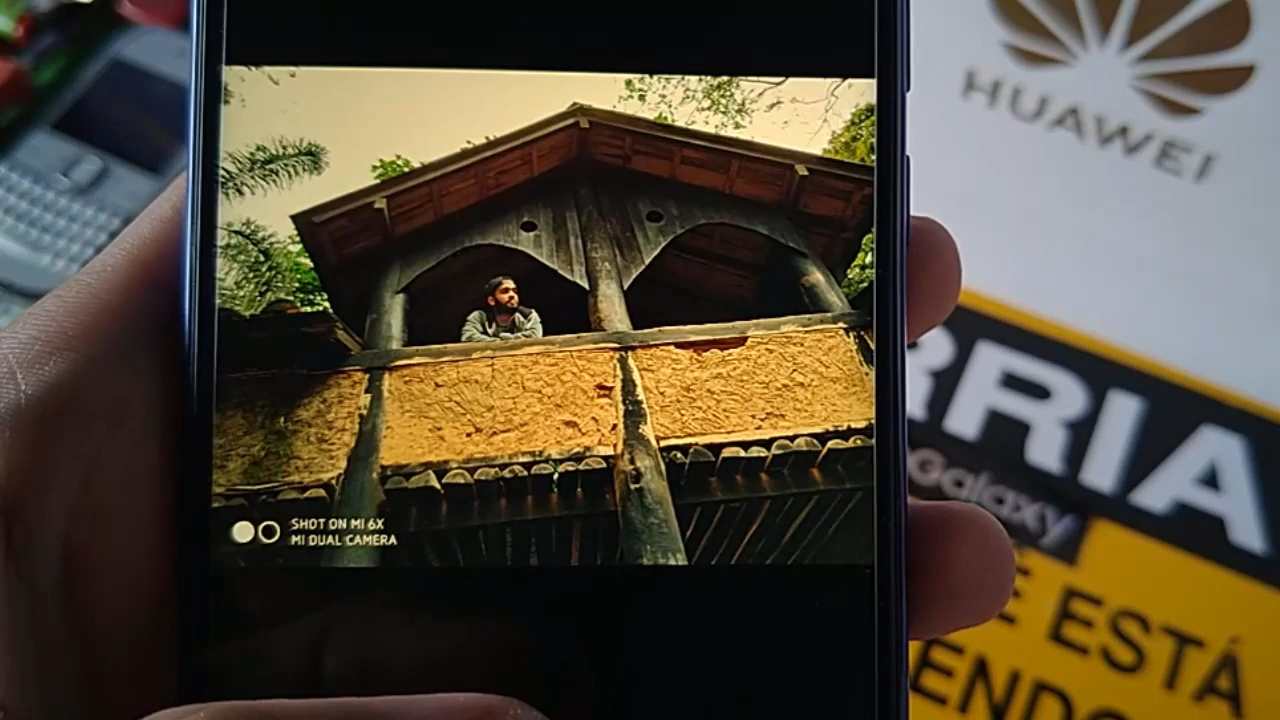 HUAWEI
SHOT ON MI 6X
MI DUAL CAMERA
RRIA
Galaxy
E ESTÁ
ENDO